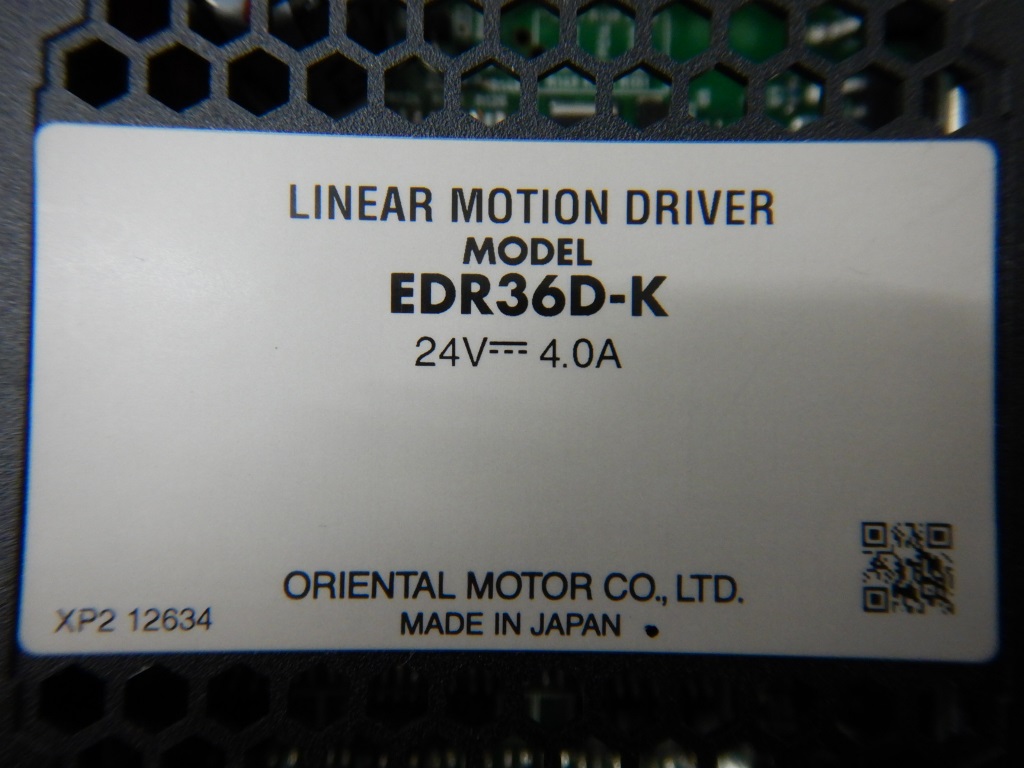 LINEAR MOTION DRIVER
MODEL
EDR36D-K
24V⎓ 4.0A
ORIENTAL MOTOR CO., LTD.
XP2 12634
MADE IN JAPAN